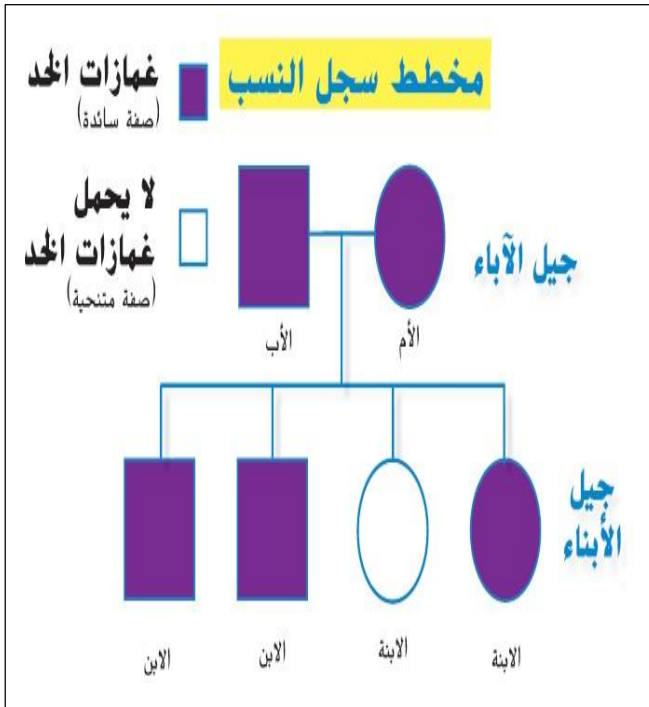 مخطط سجل النسب
غمازات الخد
(صفة سائدة)
لا يحمل
غمازات الخد
(صفة متنحية)
جيل الآباء
الأم
الأب
جيل
الأبناء
الابنة
الابنة
الابن
الابن